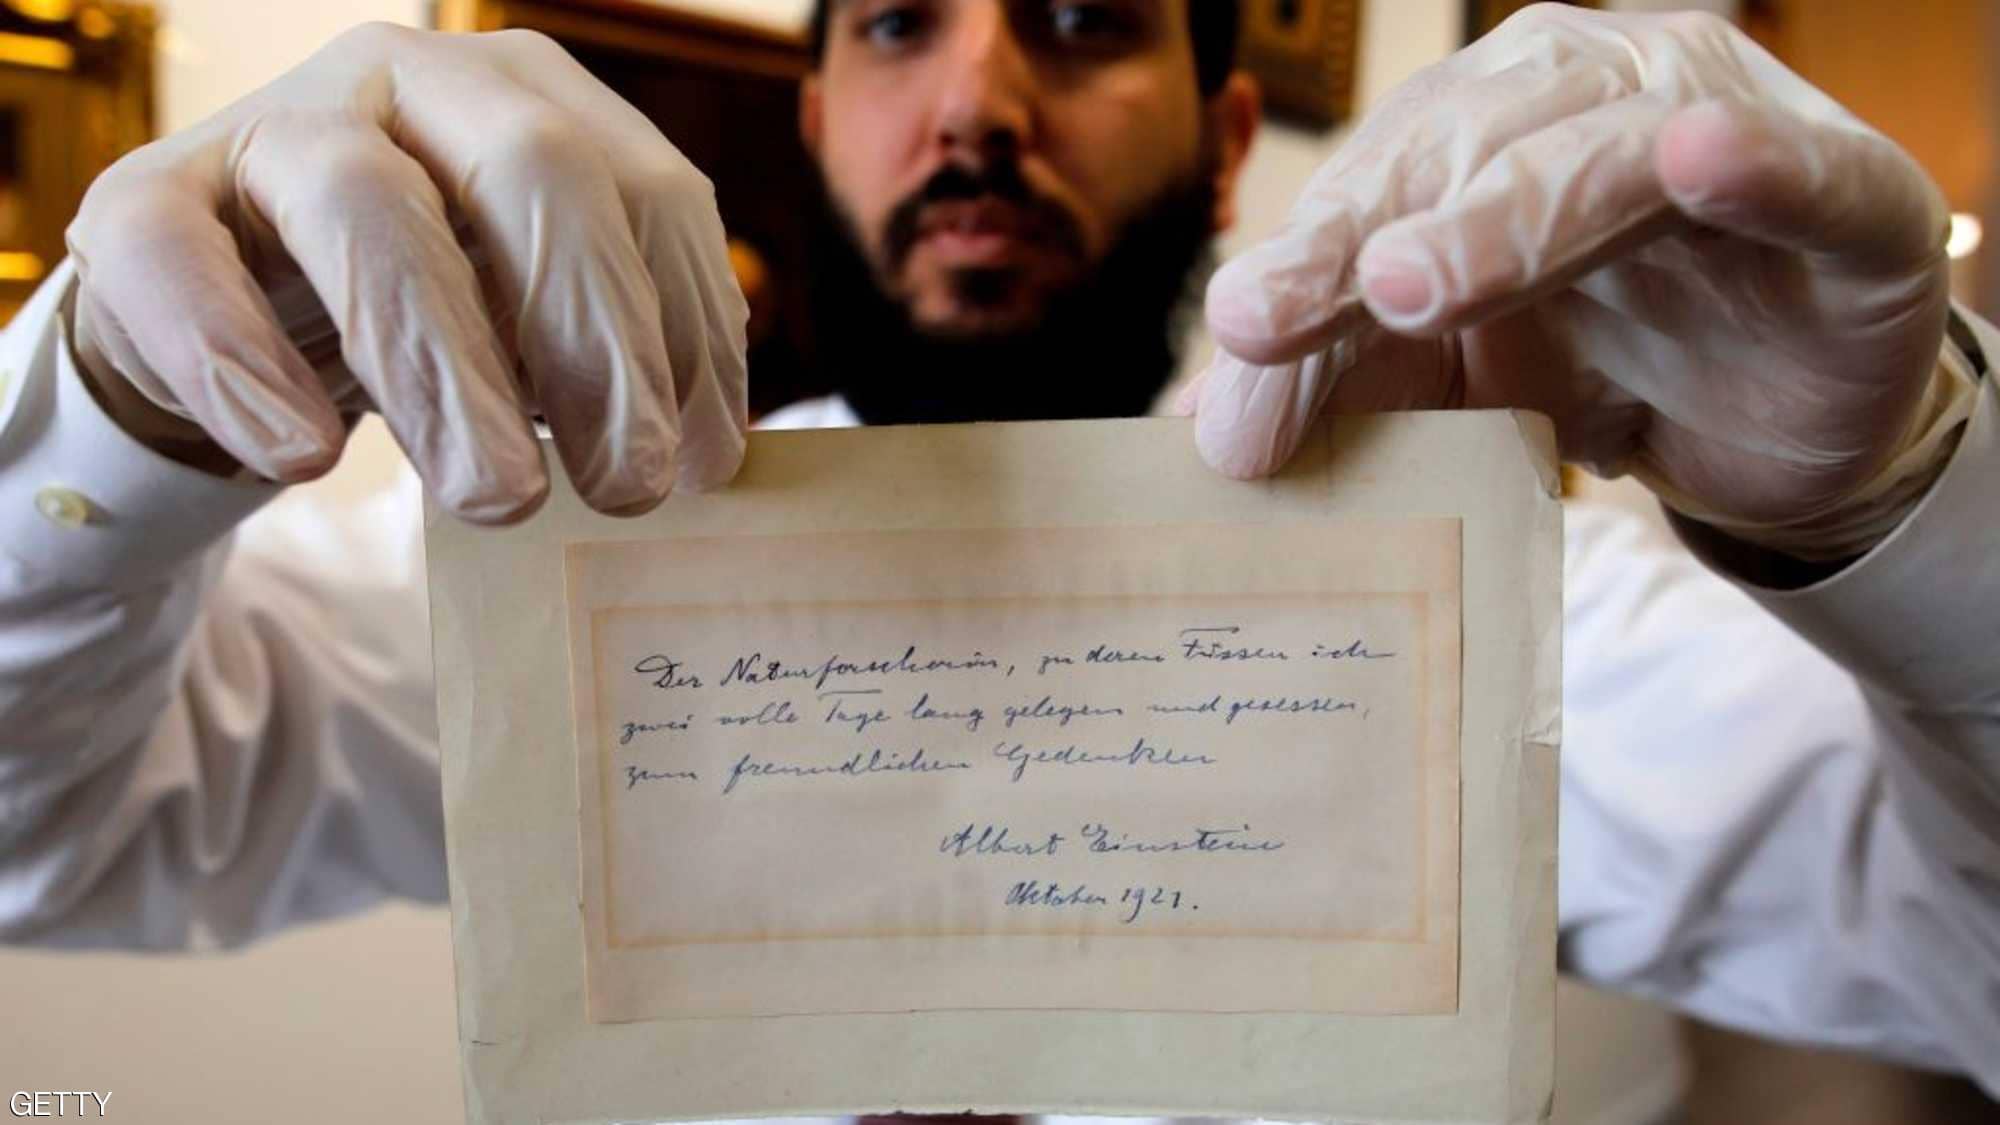 Der Naturforscherin, zu deren Füssen ich
zwei volle Tage lang gelegen und gesessen,
zum freundlichen Gedenken
Albert Einstein
Oktober 1921.
GETTY